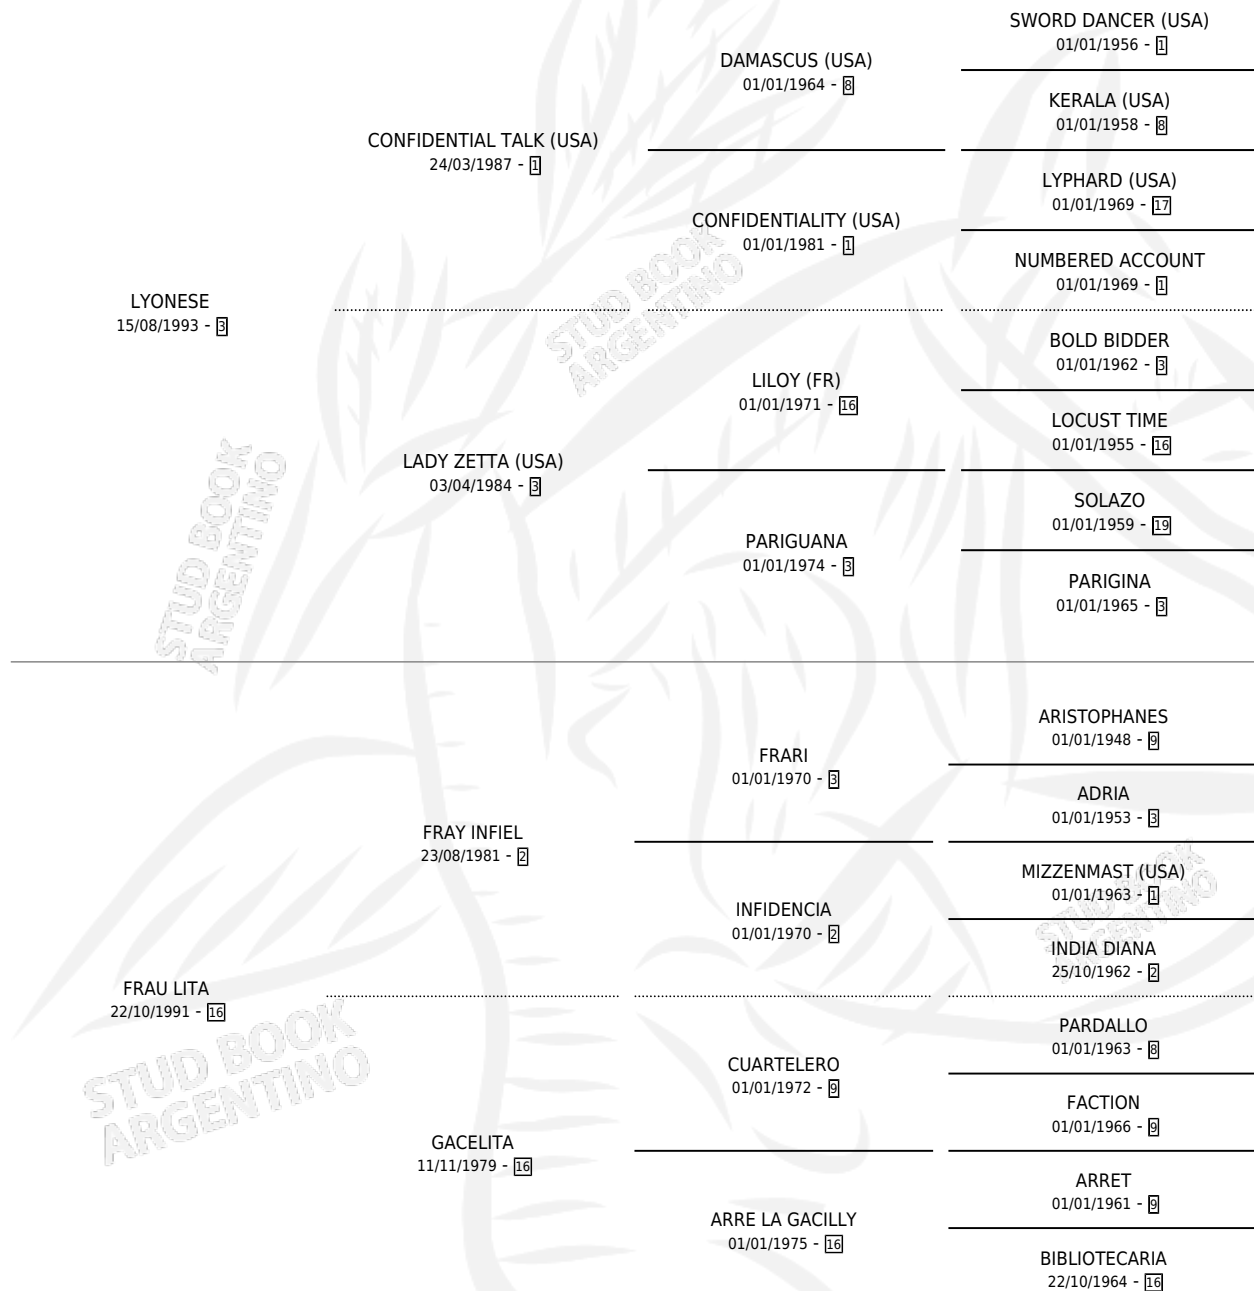 SWORD DANCER (USA)
01/01/1956 - 1
DAMASCUS (USA)
01/01/1964 - 8
KERALA (USA)
01/01/1958 - 8
CONFIDENTIAL TALK (USA)
24/03/1987 - 1
LYPHARD (USA)
01/01/1969 - 17
CONFIDENTIALITY (USA)
01/01/1981 - 1
NUMBERED ACCOUNT
01/01/1969 - 1
LYONESE
15/08/1993 - 3
BOLD BIDDER
01/01/1962 - 3
LILOY (FR)
01/01/1971 - 16
LOCUST TIME
01/01/1955 - 16
LADY ZETTA (USA)
03/04/1984 - 3
SOLAZO
01/01/1959 - 19
PARIGUANA
01/01/1974 - 3
PARIGINA
01/01/1965 - 3
ARISTOPHANES
01/01/1948 - 9
FRARI
01/01/1970 - 3
ADRIA
01/01/1953 - 3
FRAY INFIEL
23/08/1981 - 2
MIZZENMAST (USA)
01/01/1963 - 1
INFIDENCIA
01/01/1970 - 2
INDIA DIANA
25/10/1962 - 2
FRAU LITA
22/10/1991 - 16
PARDALLO
01/01/1963 - 8
CUARTELERO
01/01/1972 - 9
FACTION
01/01/1966 - 9
GACELITA
11/11/1979 - 16
ARRET
01/01/1961 - 9
ARRE LA GACILLY
01/01/1975 - 16
BIBLIOTECARIA
22/10/1964 - 16
STUD BOOK
ARGENTINO
STUD BOOK
ARGENTINO
STUD BOOK
ARGENTINO
STUD BOOK
ARGENTINO